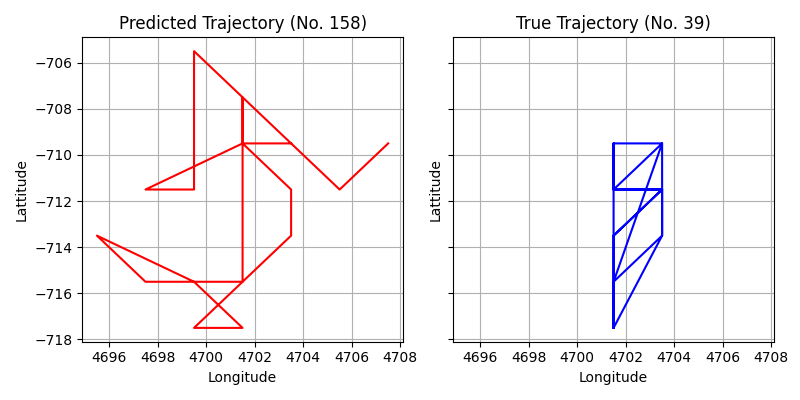 Predicted Trajectory (No. 158)
True Trajectory (No. 39)
Lattitude
−706
−708
−710
−712
−714
−716
−718
4696 4698 4700 4702 4704 4706 4708
Longitude
Lattitude
4696 4698 4700 4702 4704 4706 4708
Longitude